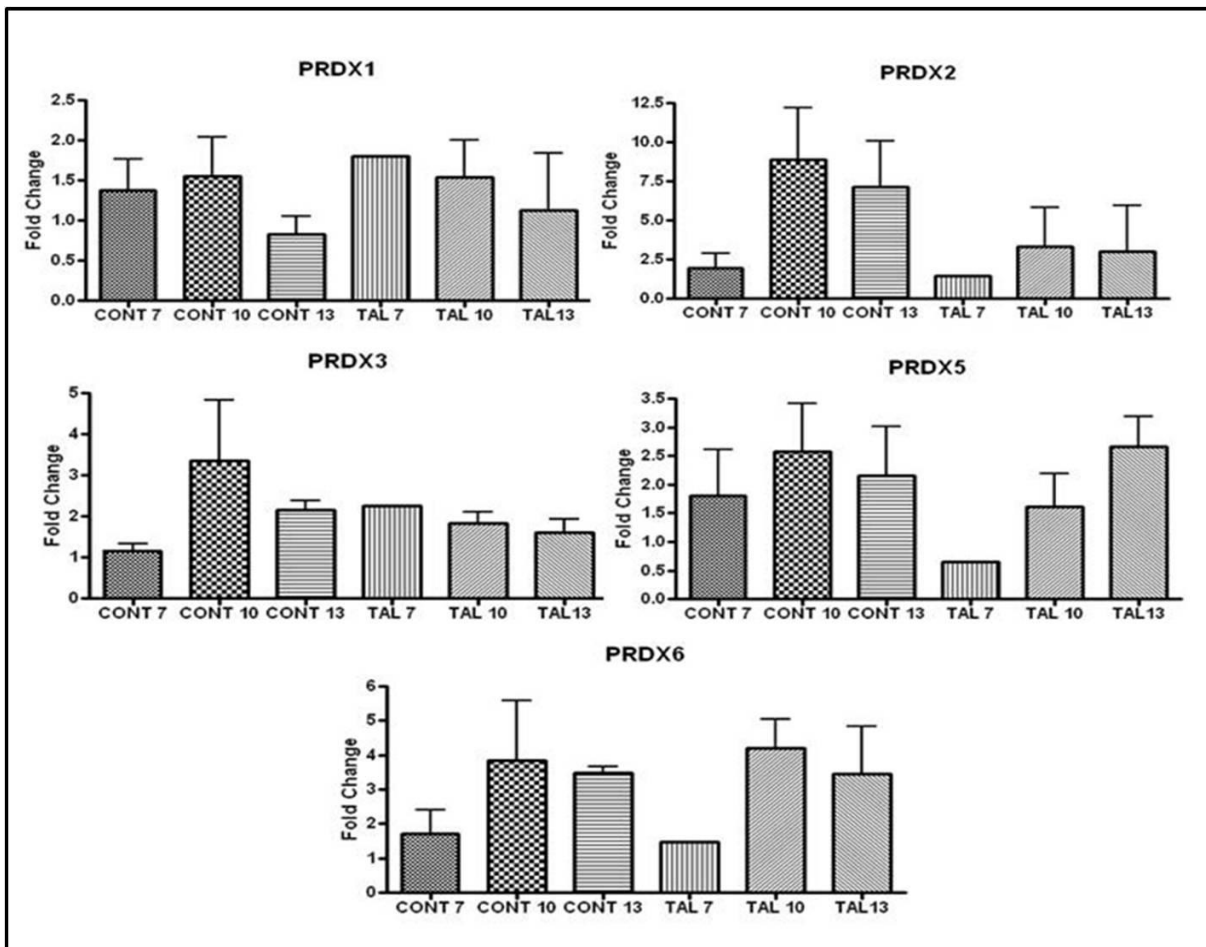 PRDX1
Fold Change
2.5
2.0
1.5
1.0
0.5
0.0
CONT 7 CONT 10 CONT 13 TAL 7 TAL 10 TAL13
PRDX2
Fold Change
12.5
10.0
7.5
5.0
2.5
0.0
CONT 7 CONT 10 CONT 13 TAL 7 TAL 10 TAL13
PRDX3
Fold Change
5
4
3
2
1
0
CONT 7 CONT 10 CONT 13 TAL 7 TAL 10 TAL13
PRDX5
Fold Change
3.5
3.0
2.5
2.0
1.5
1.0
0.5
0.0
CONT 7 CONT 10 CONT 13 TAL 7 TAL 10 TAL13
PRDX6
Fold Change
6
5
4
3
2
1
0
CONT 7 CONT 10 CONT 13 TAL 7 TAL 10 TAL13